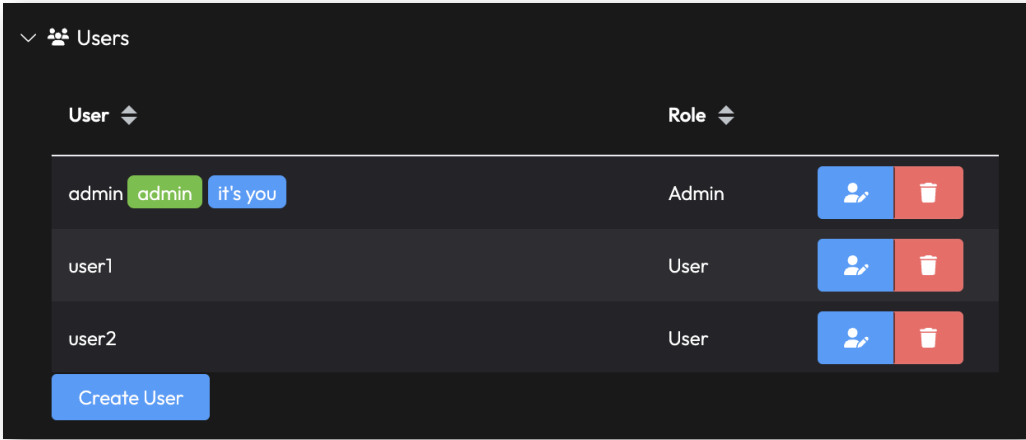 Users
User Role
admin admin it's you Admin
user1 User
user2 User
Create User